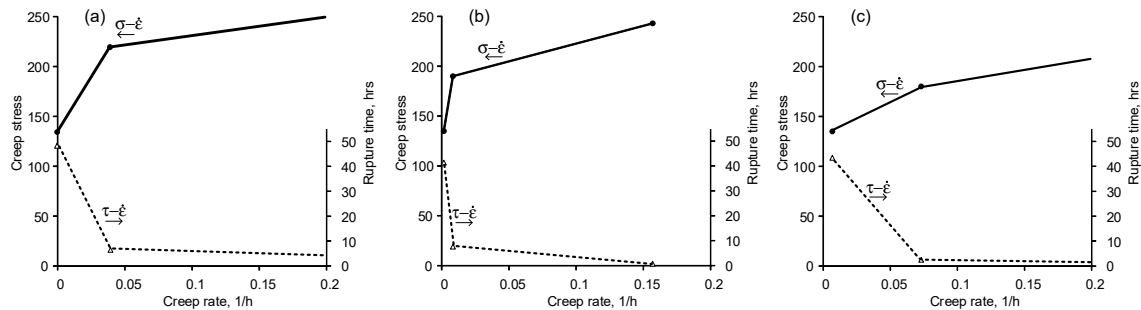 (a)
250
200
150
100
50
0
Creep stress
σ–ε̇
←
τ–ε̇
→
50
40
30
20
10
0
Rupture time, hrs
0 0.05 0.1 0.15 0.2
Creep rate, 1/h
(b)
250
200
150
100
50
0
Creep stress
σ–ε̇
←
τ–ε̇
→
50
40
30
20
10
0
Rupture time, hrs
0 0.05 0.1 0.15 0.2
Creep rate, 1/h
(c)
250
200
150
100
50
0
Creep stress
σ–ε̇
←
τ–ε̇
→
50
40
30
20
10
0
Rupture time, hrs
0 0.05 0.1 0.15 0.2
Creep rate, 1/h